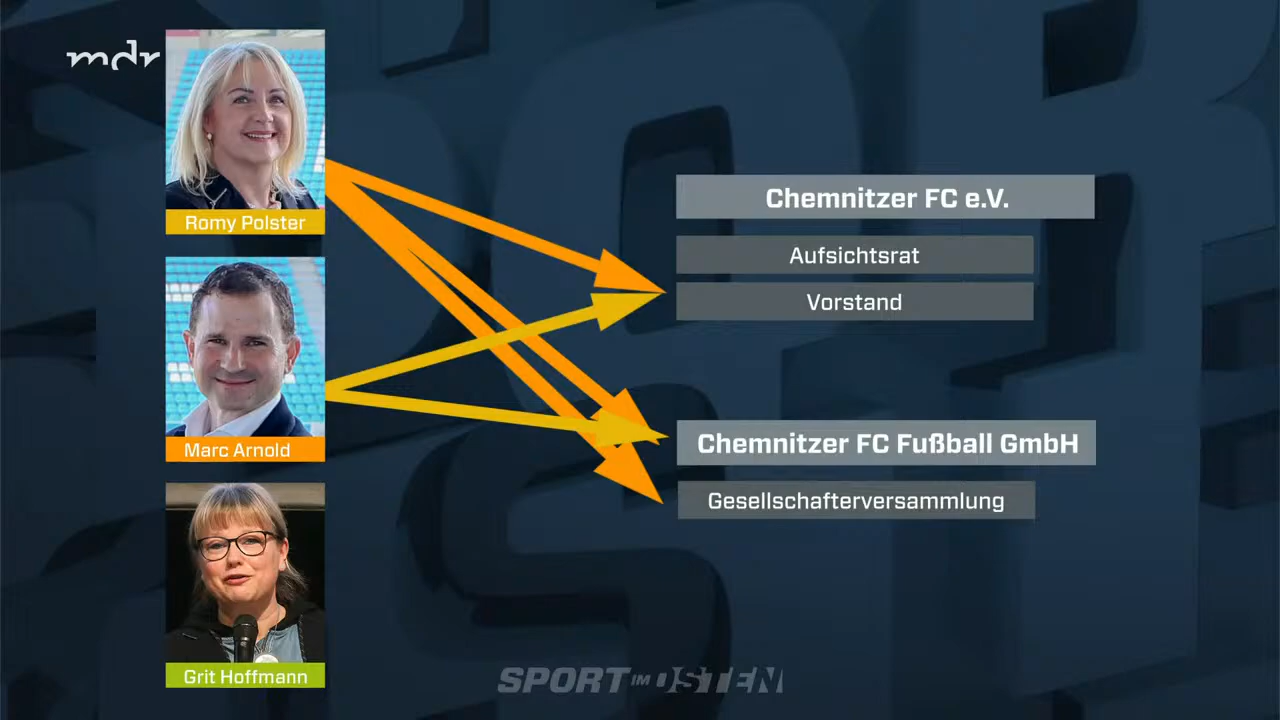 mdr
Romy Polster
Marc Arnold
Grit Hoffmann
Chemnitzer FC e.V.
Aufsichtsrat
Vorstand
Chemnitzer FC Fußball GmbH
Gesellschafterversammlung
SPORT IM OSTEN